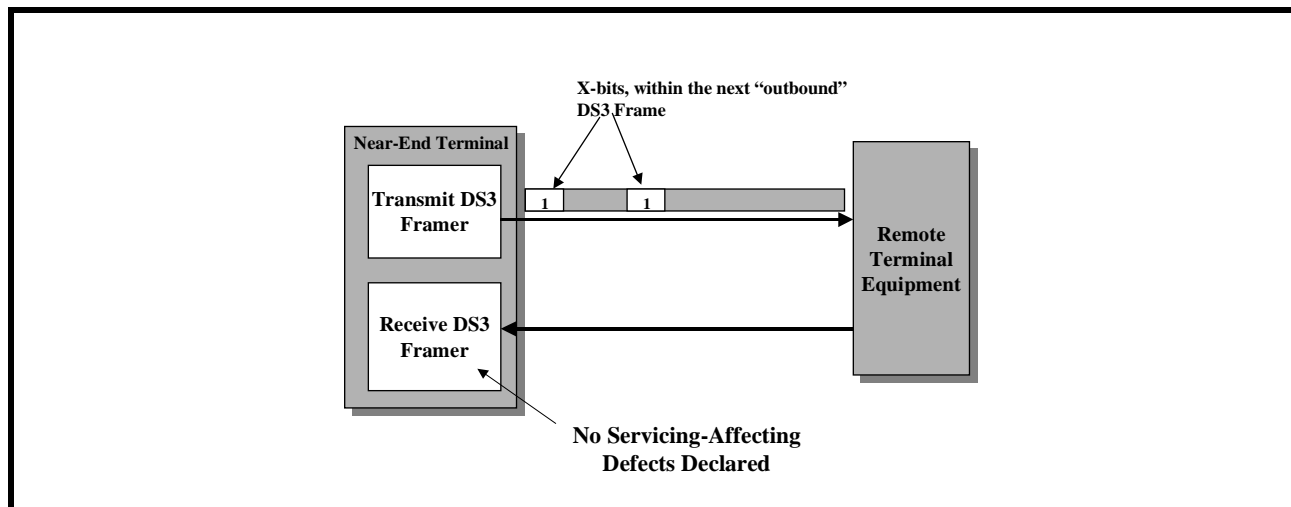 X-bits, within the next “outbound”
DS3 Frame
Near-End Terminal
Transmit DS3
Framer
1
1
Remote
Terminal
Equipment
Receive DS3
Framer
No Servicing-Affecting
Defects Declared